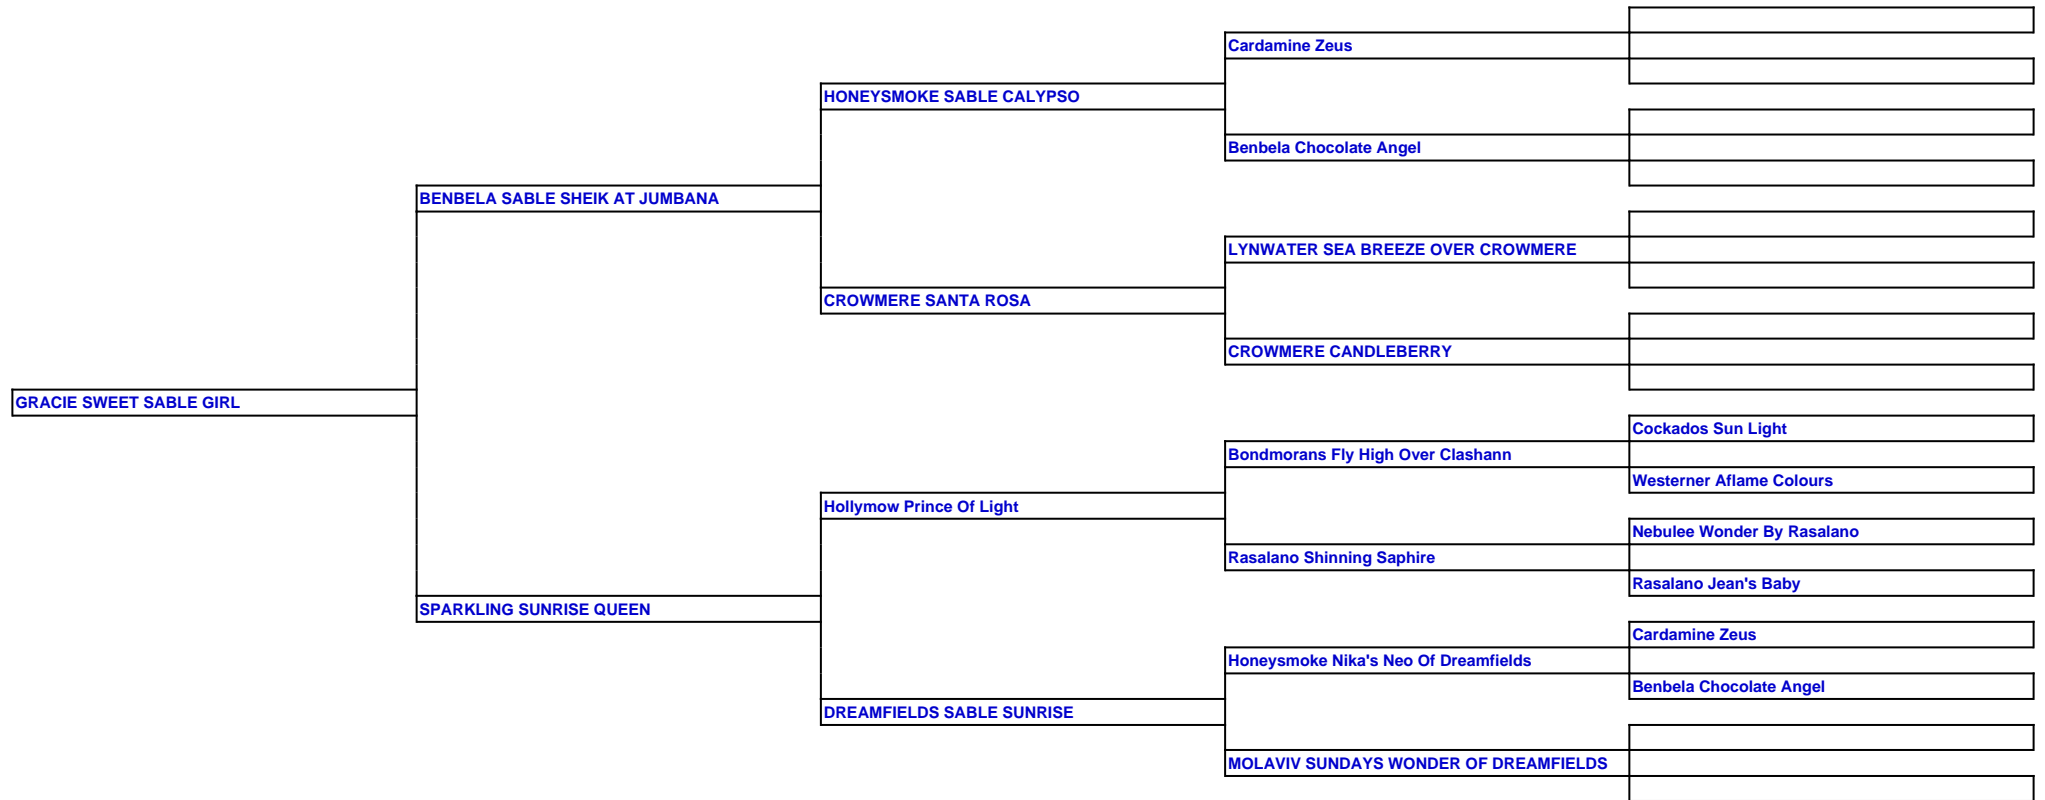 Cardamine Zeus
HONEYSMOKE SABLE CALYPSO
Benbela Chocolate Angel
BENBELA SABLE SHEIK AT JUMBANA
LYNWATER SEA BREEZE OVER CROWMERE
CROWMERE SANTA ROSA
CROWMERE CANDLEBERRY
GRACIE SWEET SABLE GIRL
Cockados Sun Light
Bondmorans Fly High Over Clashann
Westerner Aflame Colours
Hollymow Prince Of Light
Nebulee Wonder By Rasalano
Rasalano Shinning Saphire
Rasalano Jean's Baby
SPARKLING SUNRISE QUEEN
Cardamine Zeus
Honeysmoke Nika's Neo Of Dreamfields
Benbela Chocolate Angel
DREAMFIELDS SABLE SUNRISE
MOLAVIV SUNDAYS WONDER OF DREAMFIELDS